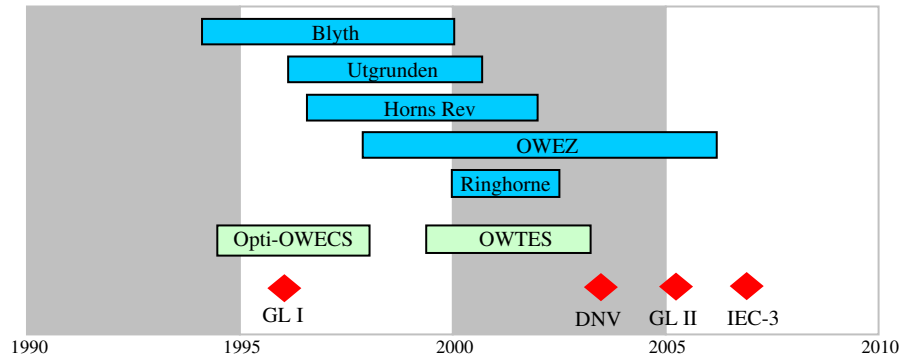 Blyth
Utgrunden
Horns Rev
OWEZ
Ringhorne
Opti-OWECS OWTES
GL I DNV GL II IEC-3
1990 1995 2000 2005 2010